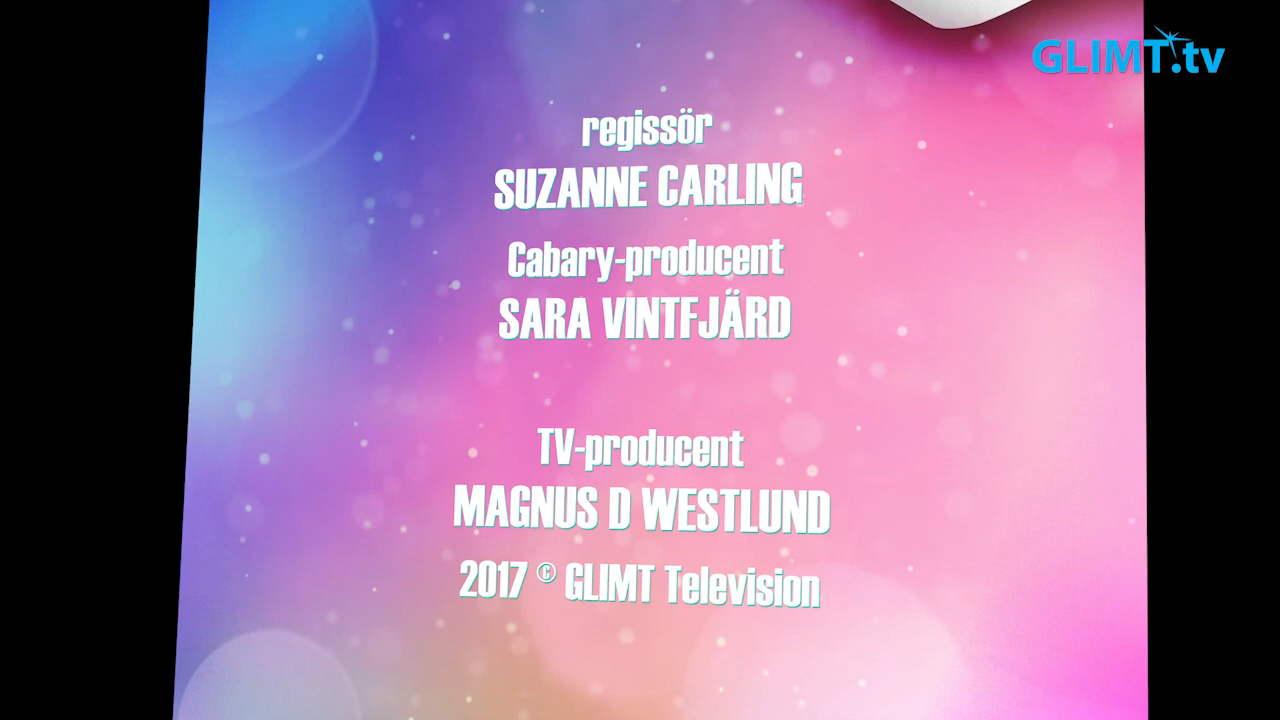 GLIMT.tv
regissör
SUZANNE CARLING
Cabary-producent
SARA VINTFJÄRD
TV-producent
MAGNUS D WESTLUND
2017 © GLIMT Television